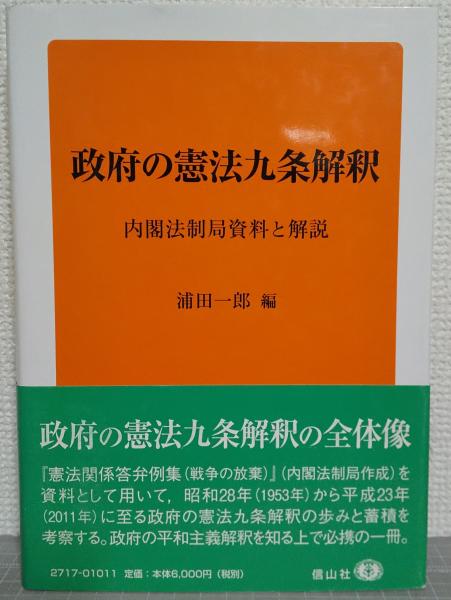 政府の憲法九条解釈
内閣法制局資料と解説
浦田一郎 編
政府の憲法九条解釈の全体像
『憲法関係答弁例集(戦争の放棄)』(内閣法制局作成)を
資料として用いて,昭和28年(1953年)から平成23年
(2011年)に至る政府の憲法九条解釈の歩みと蓄積を
考察する。政府の平和主義解釈を知る上で必携の一冊。
2717-01011 定価:本体6,000円(税別) 信山社